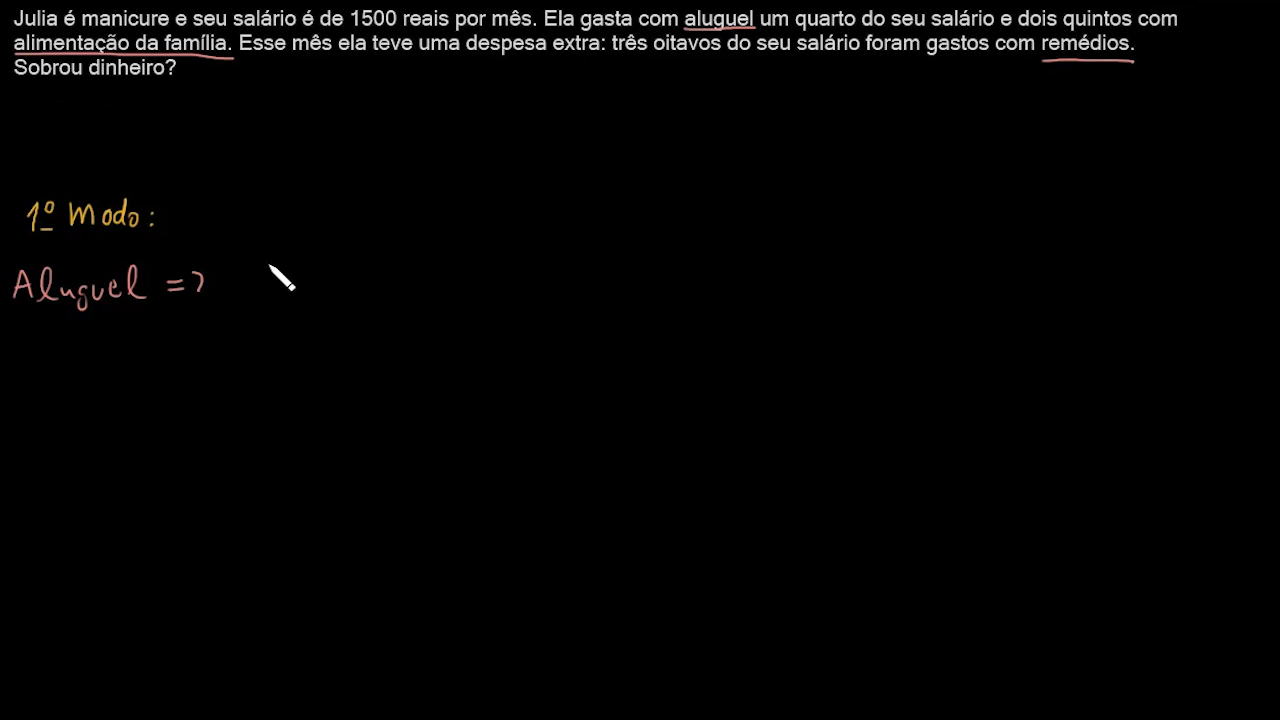 Julia é manicure e seu salário é de 1500 reais por mês. Ela gasta com aluguel um quarto do seu salário e dois quintos com
alimentação da família. Esse mês ela teve uma despesa extra: três oitavos do seu salário foram gastos com remédios.
Sobrou dinheiro?
1º Modo:
Aluguel =>